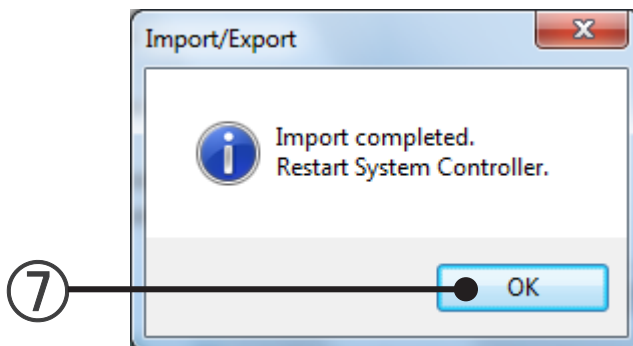 Import/Export
Import completed.
Restart System Controller.
⑦
OK